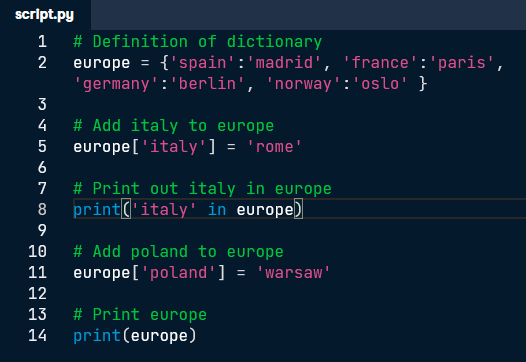 script.py
1 # Definition of dictionary
2 europe = {'spain':'madrid', 'france':'paris',
'germany':'berlin', 'norway':'oslo' }
3
4 # Add italy to europe
5 europe['italy'] = 'rome'
6
7 # Print out italy in europe
8 print('italy' in europe)
9
10 # Add poland to europe
11 europe['poland'] = 'warsaw'
12
13 # Print europe
14 print(europe)